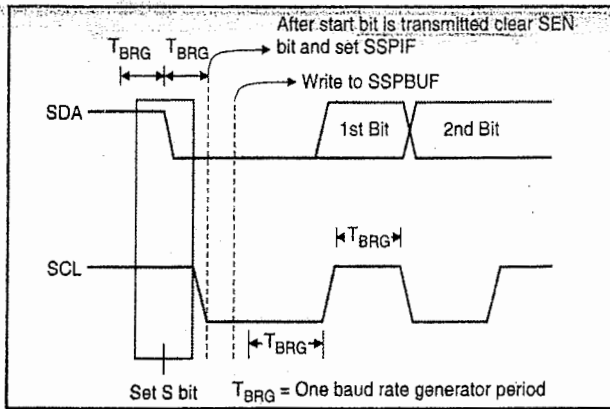 After start bit is transmitted clear SEN
bit and set SSPIF
T_BRG T_BRG
Write to SSPBUF
SDA
1st Bit
2nd Bit
T_BRG
SCL
T_BRG
Set S bit
T_BRG = One baud rate generator period